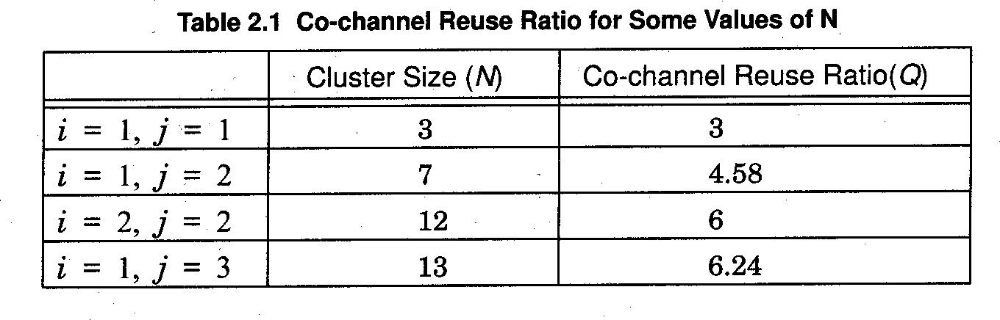 Table 2.1 Co-channel Reuse Ratio for Some Values of N
Cluster Size (N) Co-channel Reuse Ratio(Q)
i = 1, j = 1 3 3
i = 1, j = 2 7 4.58
i = 2, j = 2 12 6
i = 1, j = 3 13 6.24